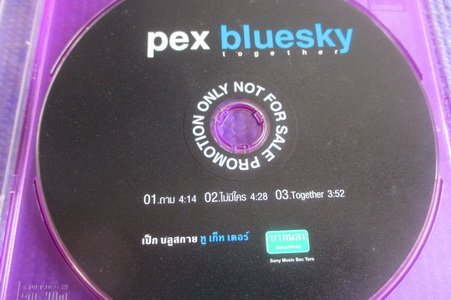 pex bluesky
together
PROMOTION ONLY NOT FOR SALE
01.ถาม 4:14 02.ไม่มีใคร 4:28 03.Together 3:52
เป๊ก บลูสกาย ทู เก็ท เตอร์
Sony Music Bec Tero